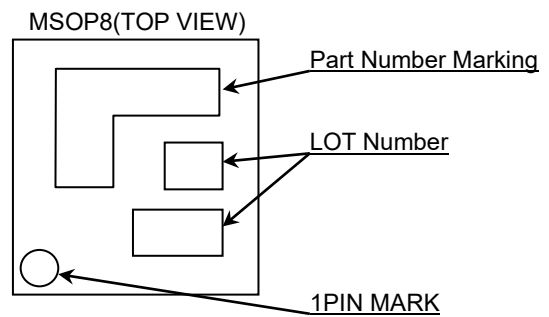 MSOP8(TOP VIEW)
Part Number Marking
LOT Number
1PIN MARK